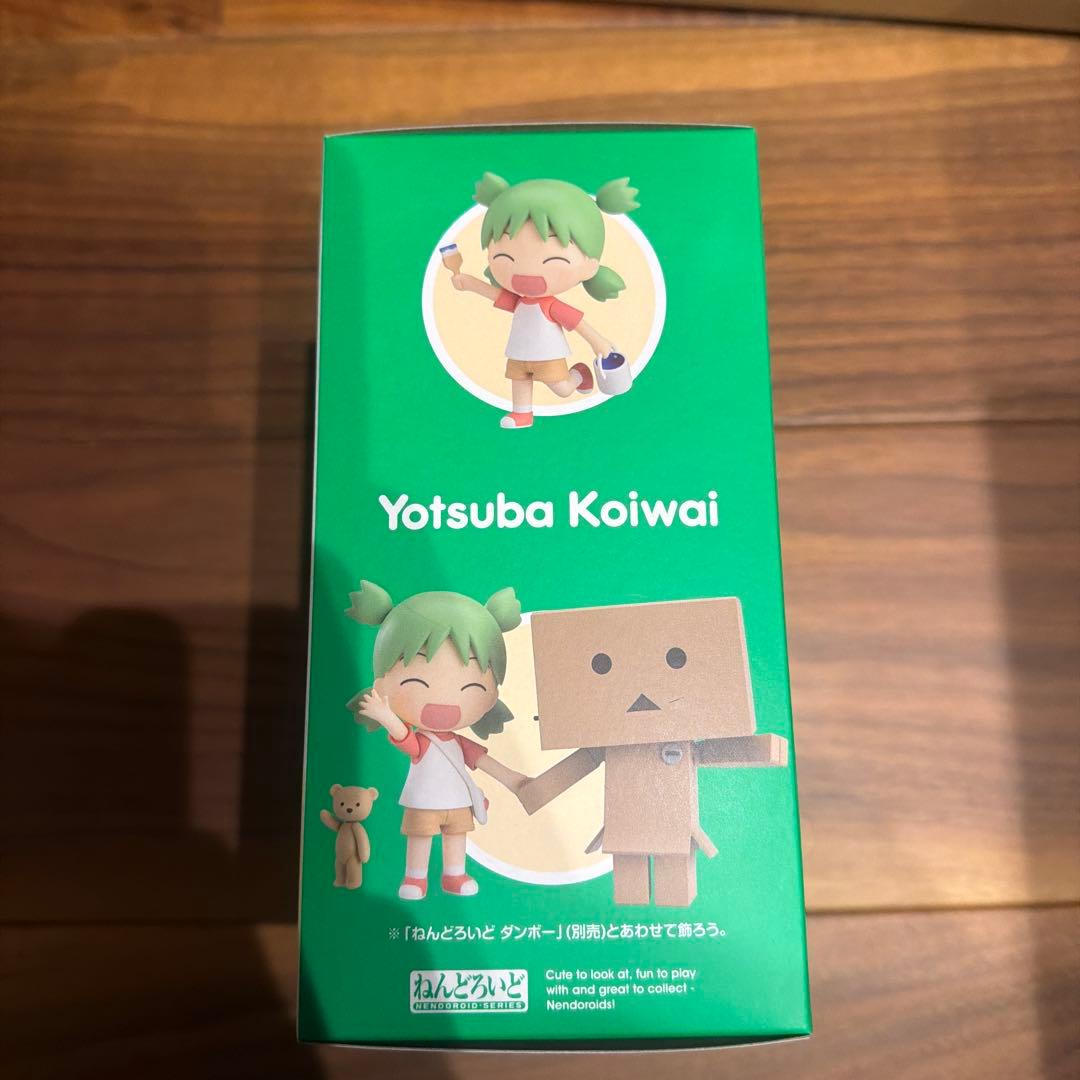 Yotsuba Koiwai
※「ねんどろいど ダンボー」(別売)とあわせて飾ろう。
ねんどろいど
NENDOROID・SERIES
Cute to look at, fun to play
with and great to collect -
Nendoroids!